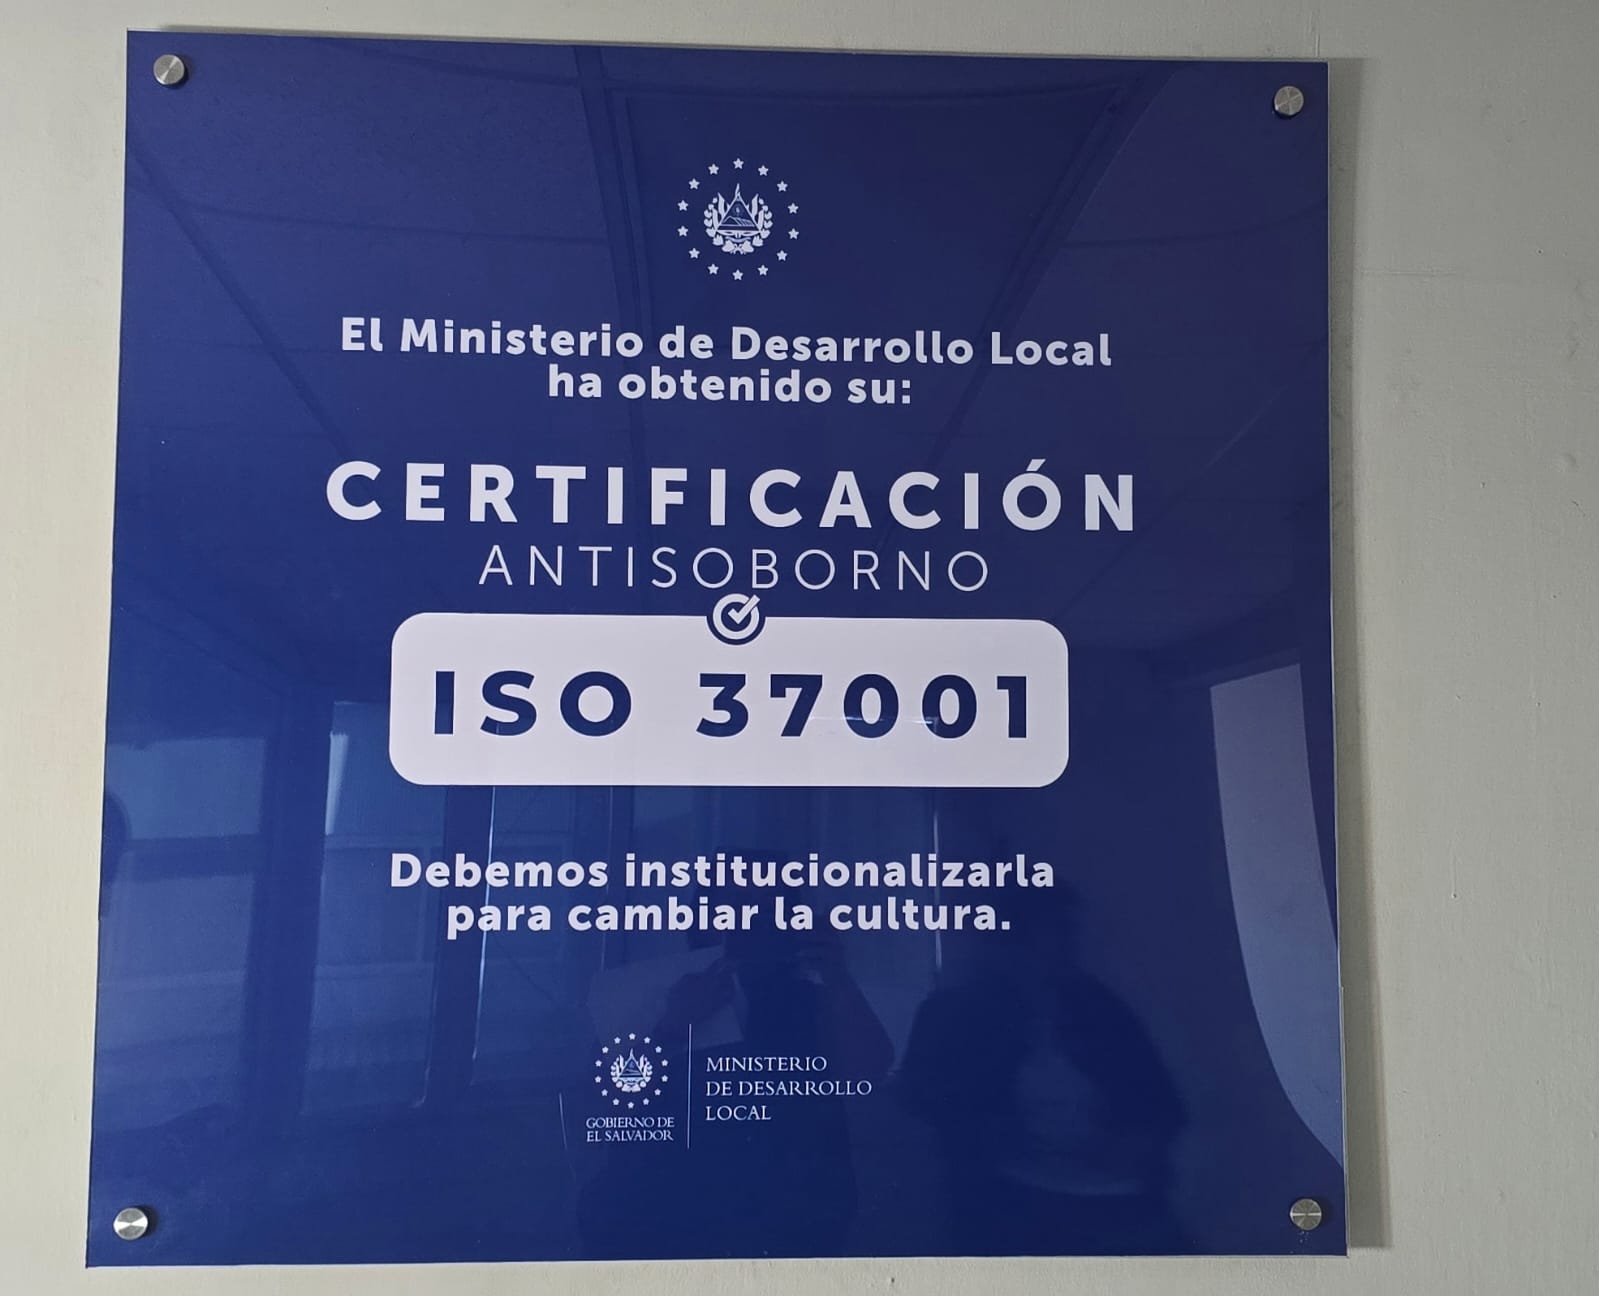 El Ministerio de Desarrollo Local
ha obtenido su:
CERTIFICACIÓN
ANTISOBORNO
ISO 37001
Debemos institucionalizarla
para cambiar la cultura.
GOBIERNO DE
EL SALVADOR
MINISTERIO
DE DESARROLLO
LOCAL